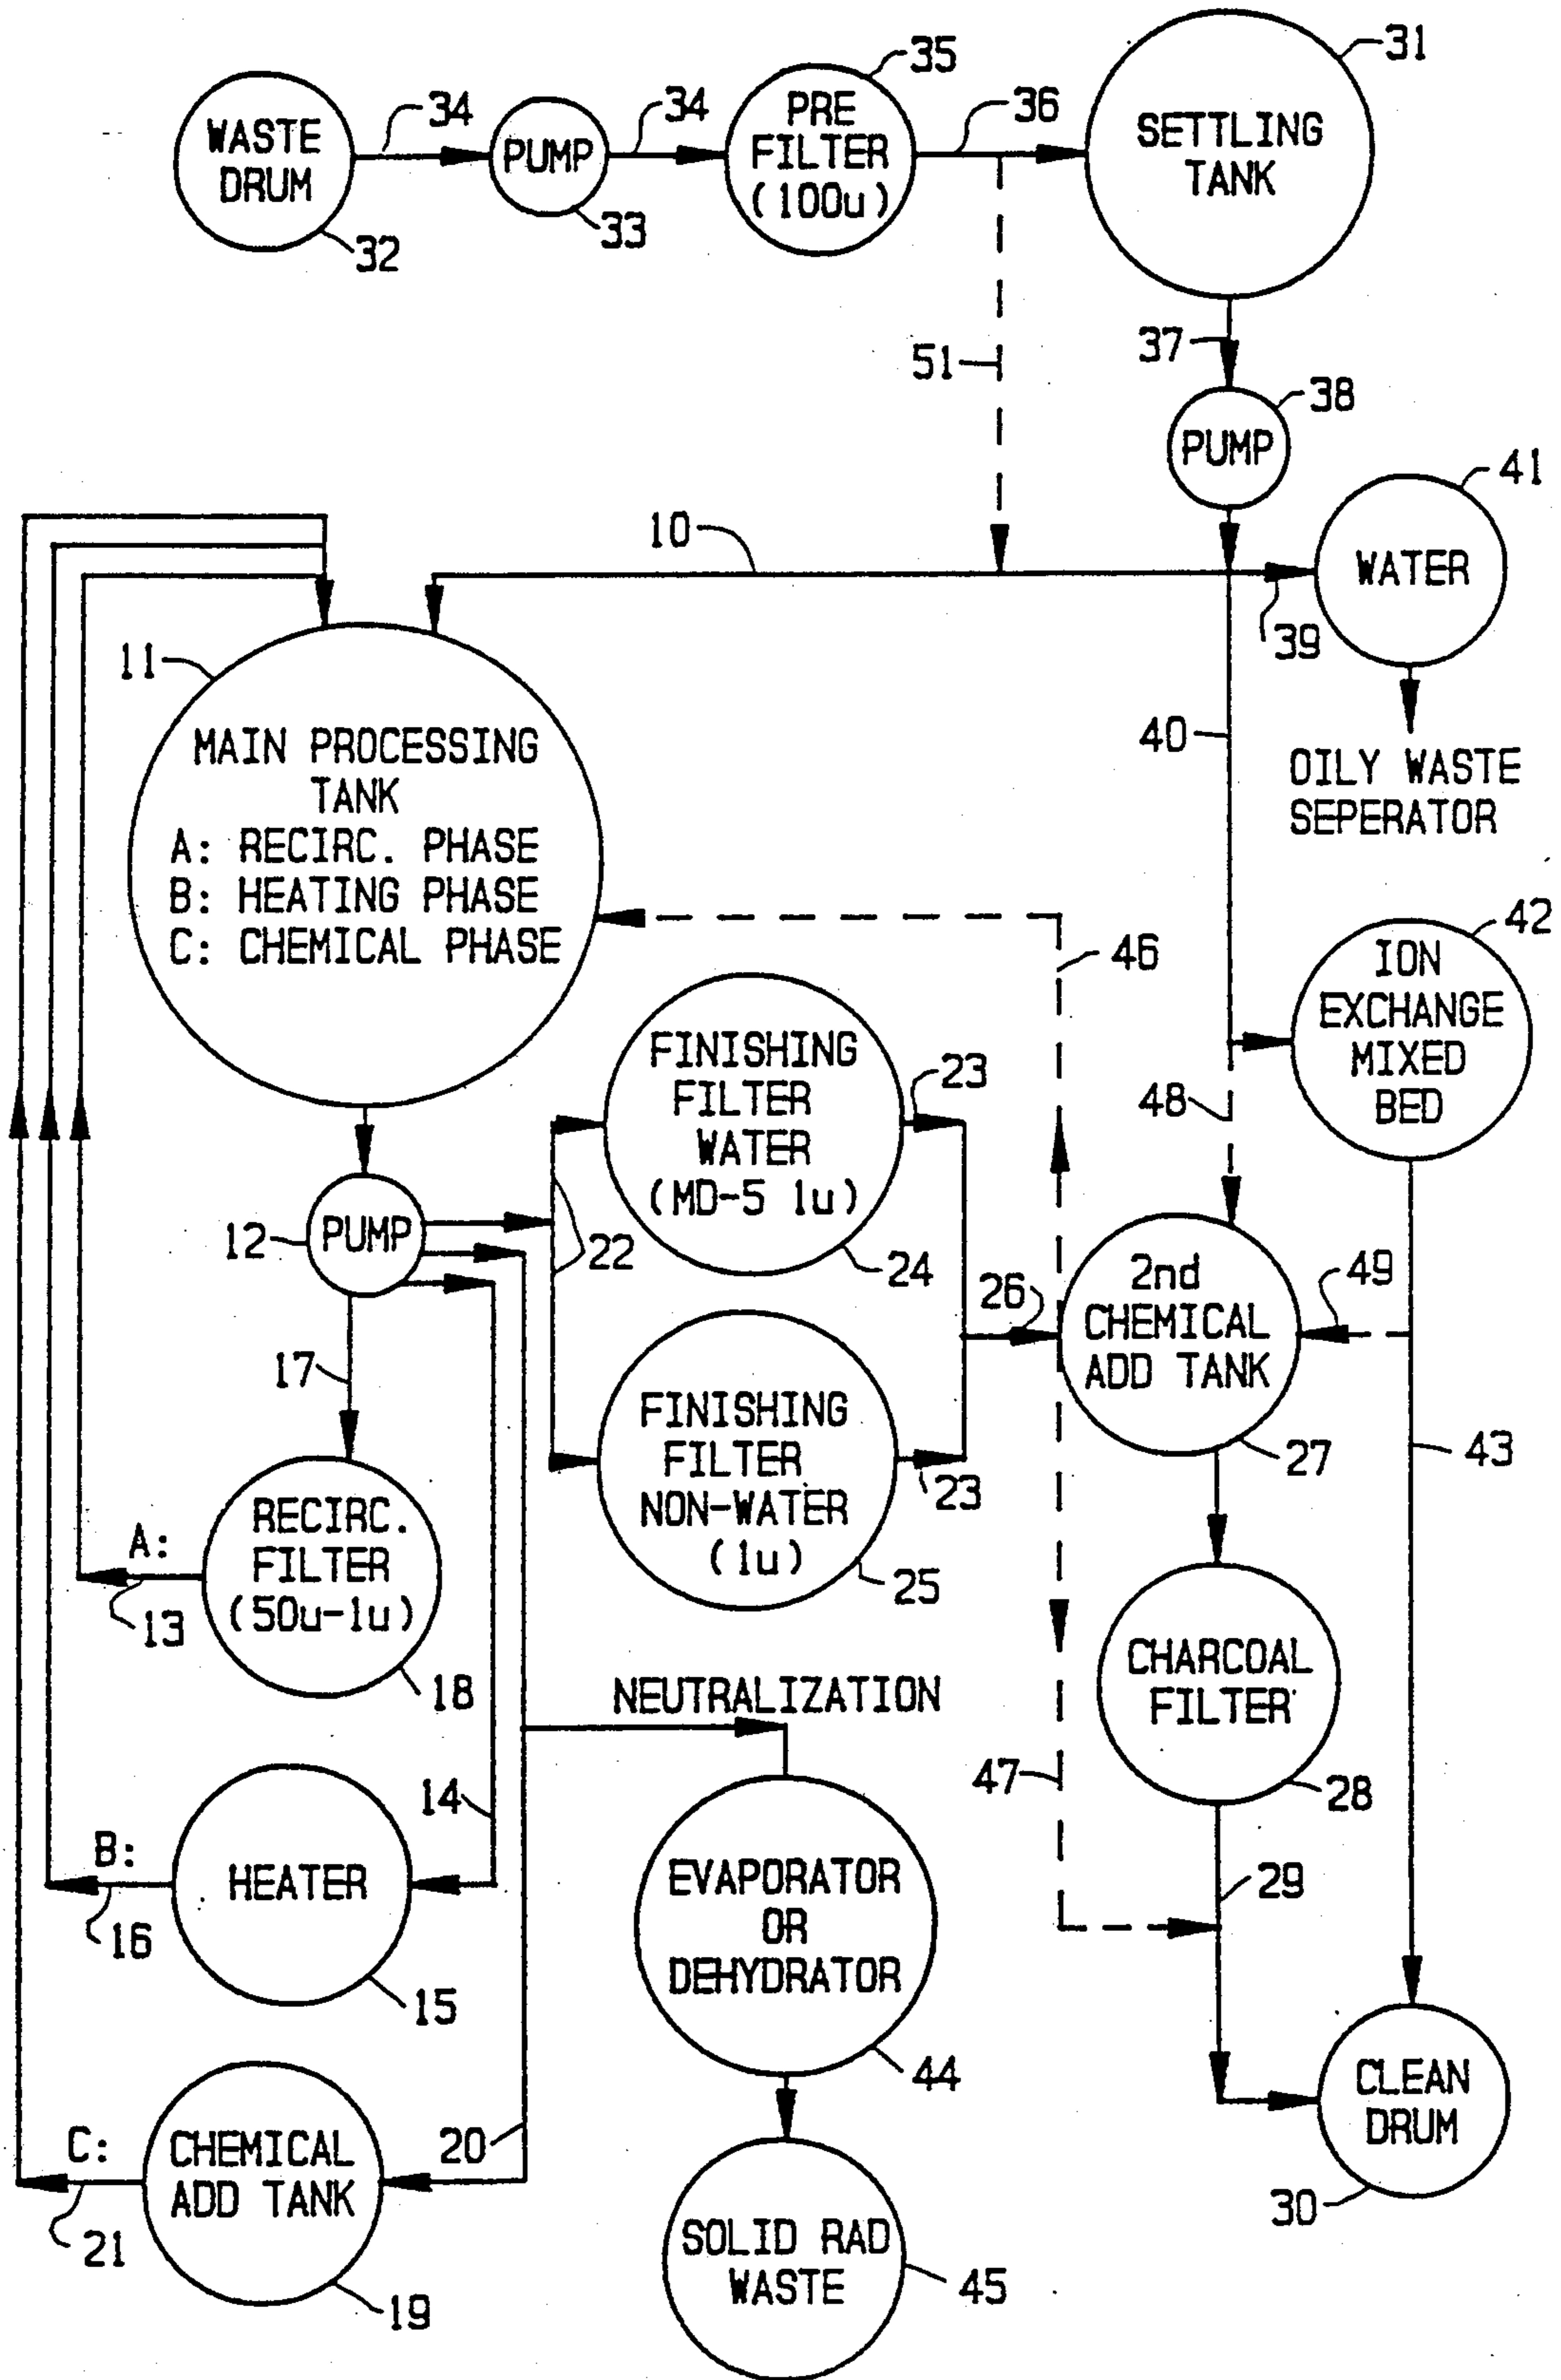 35
31
34
34
PRE
FILTER
(100u)
36
SETTLING
TANK
WASTE
DRUM
PUMP
33
32
37
51
38
PUMP
41
10
WATER
39
11
MAIN PROCESSING
TANK
A: RECIRC. PHASE
B: HEATING PHASE
C: CHEMICAL PHASE
40
OILY WASTE
SEPERATOR
42
46
ION
EXCHANGE
MIXED
BED
FINISHING
FILTER
WATER
(MD-5 1u)
23
48
12
PUMP
22
24
26
2nd
CHEMICAL
ADD TANK
49
17
27
43
FINISHING
FILTER
NON-WATER
(1u)
23
25
RECIRC.
FILTER
(50u-1u)
A:
13
18
NEUTRALIZATION
CHARCOAL
FILTER
47
28
14
B:
HEATER
16
15
EVAPORATOR
OR
DEHYDRATOR
29
44
CLEAN
DRUM
30
C:
CHEMICAL
ADD TANK
20
21
19
SOLID RAD
WASTE
45